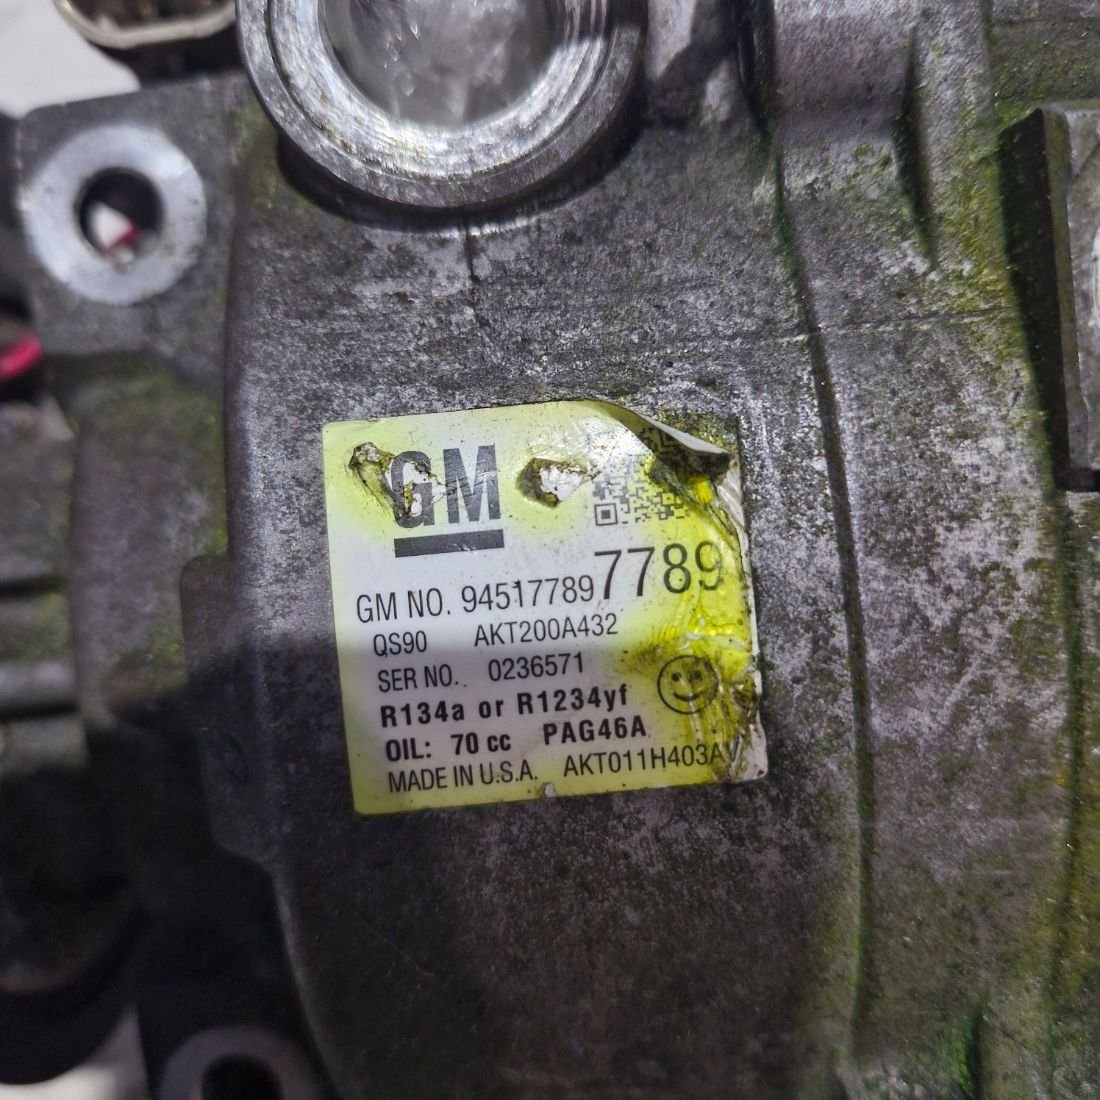 GM
GM NO. 94517789 7789
QS90 AKT200A432
SER NO. 0236571
R134a or R1234yf
OIL: 70 cc PAG46A
MADE IN U.S.A. AKT011H403A